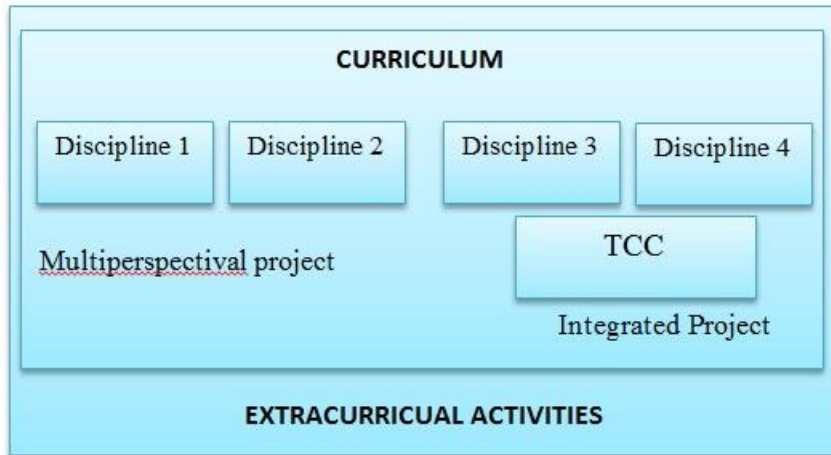 CURRICULUM
Discipline 1 Discipline 2 Discipline 3 Discipline 4
TCC
Multiperspectival project
Integrated Project
EXTRACURRICUAL ACTIVITIES